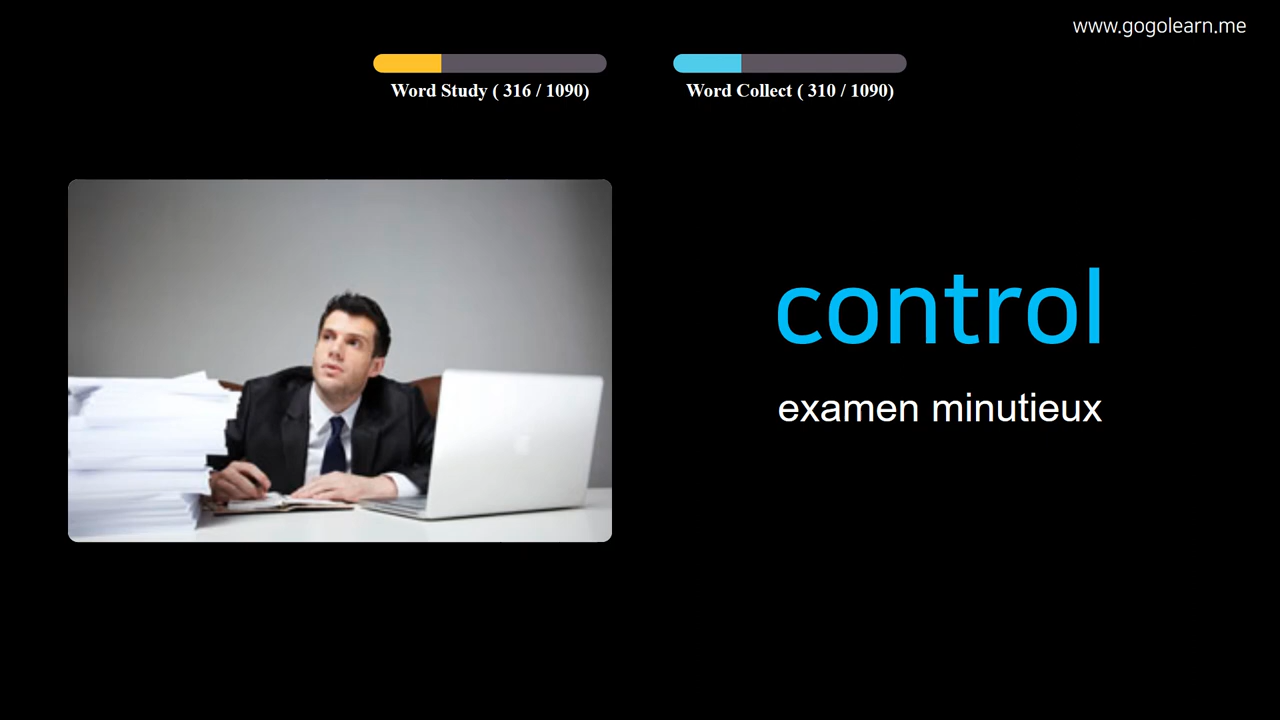 www.gogolearn.me
Word Study ( 316 / 1090)
Word Collect ( 310 / 1090)
control
examen minutieux